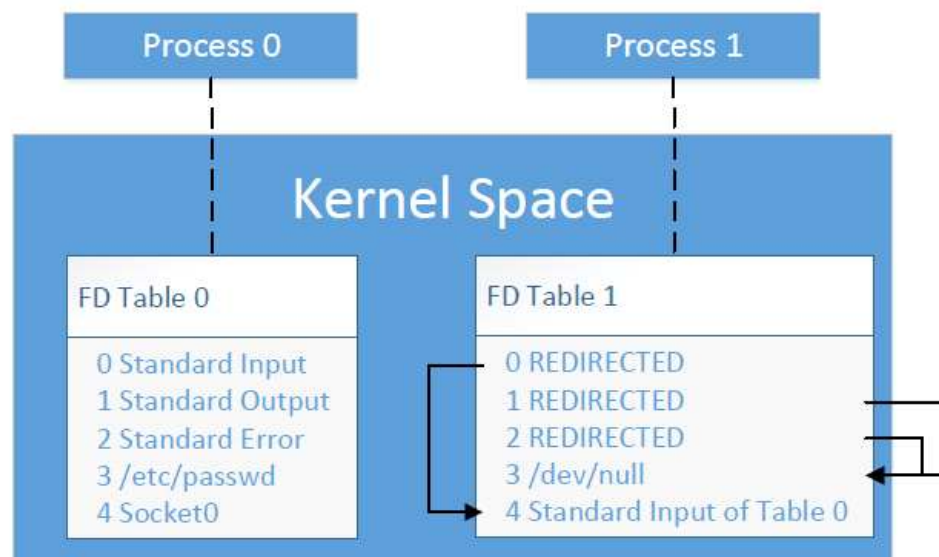 Process 0
Process 1
Kernel Space
FD Table 0
0 Standard Input
1 Standard Output
2 Standard Error
3 /etc/passwd
4 Socket0
FD Table 1
0 REDIRECTED
1 REDIRECTED
2 REDIRECTED
3 /dev/null
4 Standard Input of Table 0